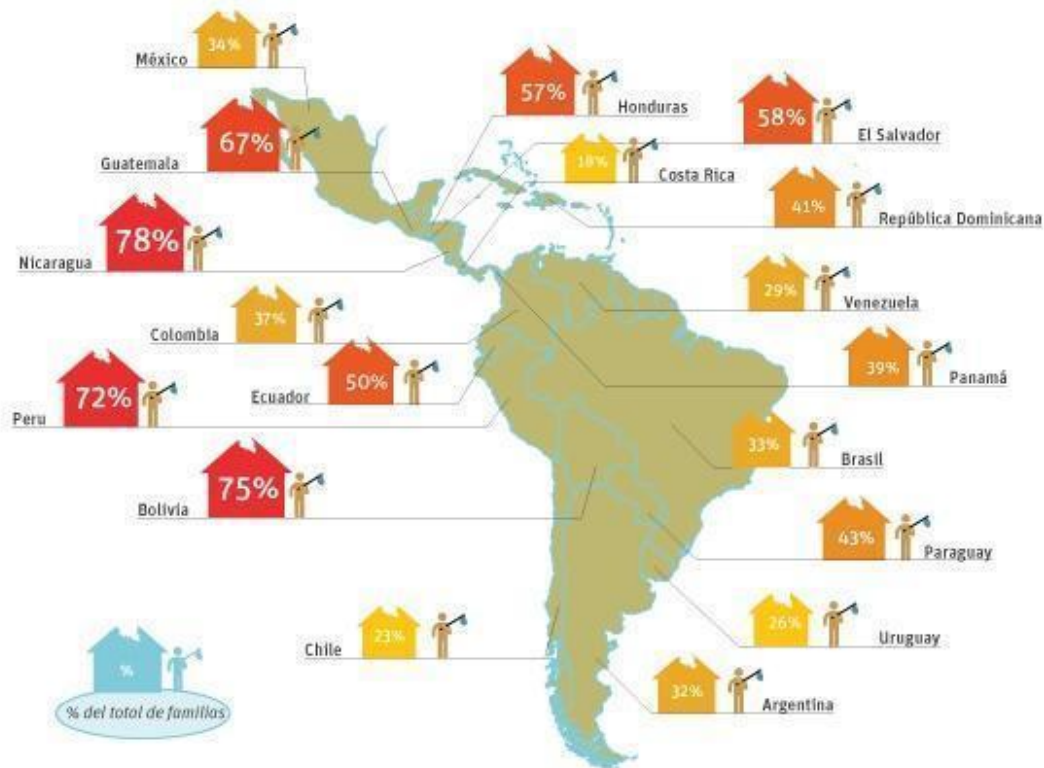 34%
México
57%
Honduras
58%
El Salvador
67%
Guatemala
18%
Costa Rica
41%
República Dominicana
78%
Nicaragua
29%
Venezuela
37%
Colombia
39%
Panamá
50%
Ecuador
72%
Peru
33%
Brasil
75%
Bolivia
43%
Paraguay
23%
Chile
26%
Uruguay
32%
Argentina
%
% del total de familias